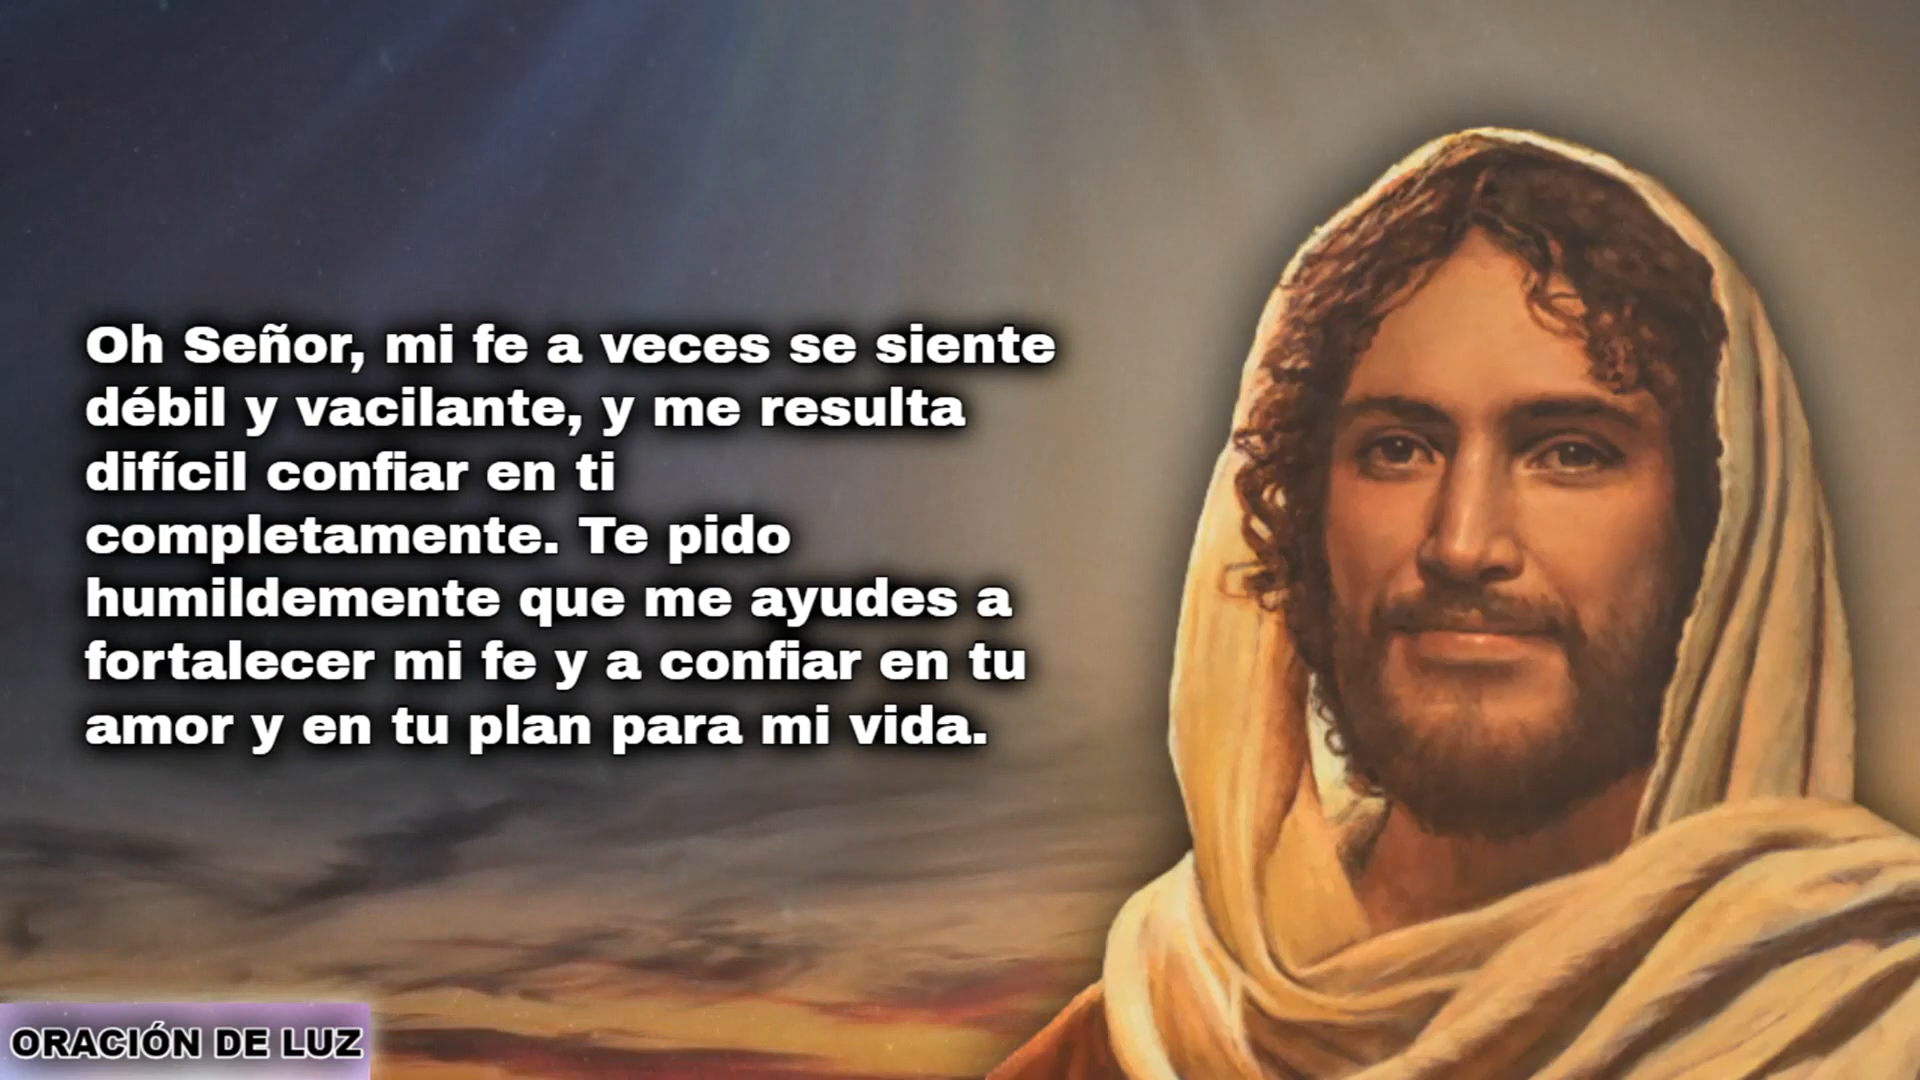 Oh Señor, mi fe a veces se siente
débil y vacilante, y me resulta
difícil confiar en ti
completamente. Te pido
humildemente que me ayudes a
fortalecer mi fe y a confiar en tu
amor y en tu plan para mi vida.
ORACIÓN DE LUZ